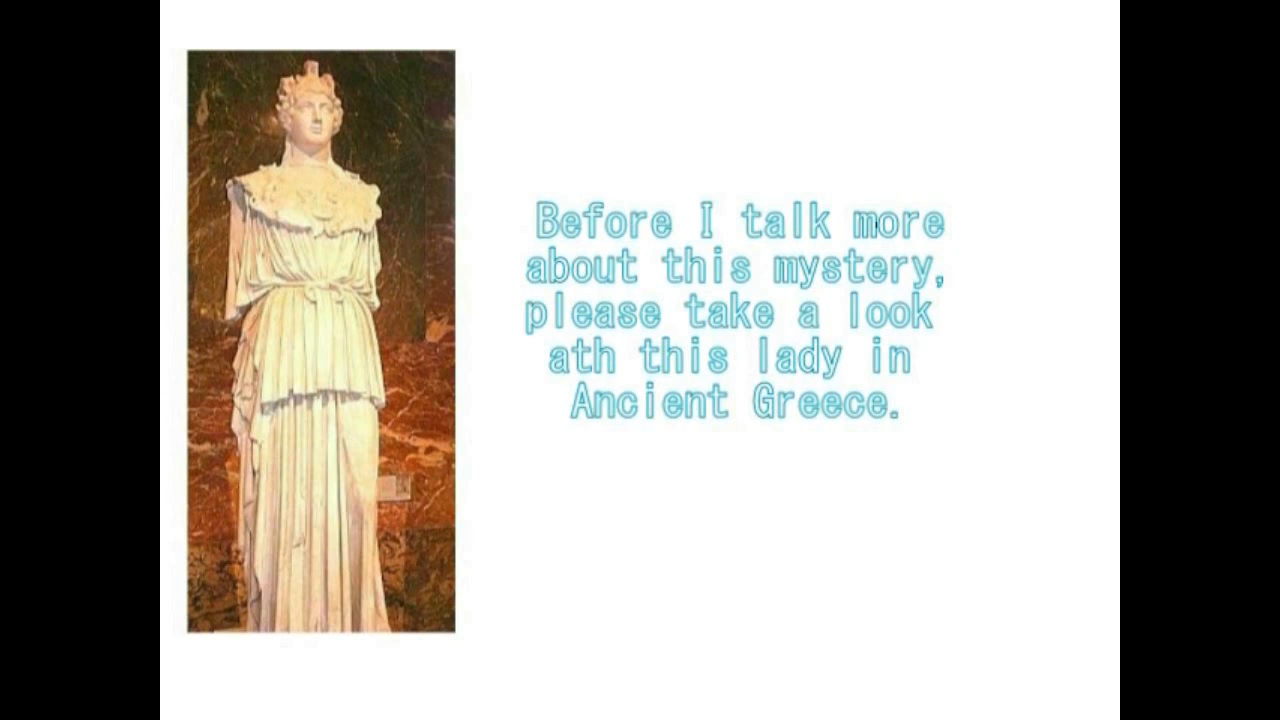 Before I talk more
about this mystery,
please take a look
ath this lady in
Ancient Greece.